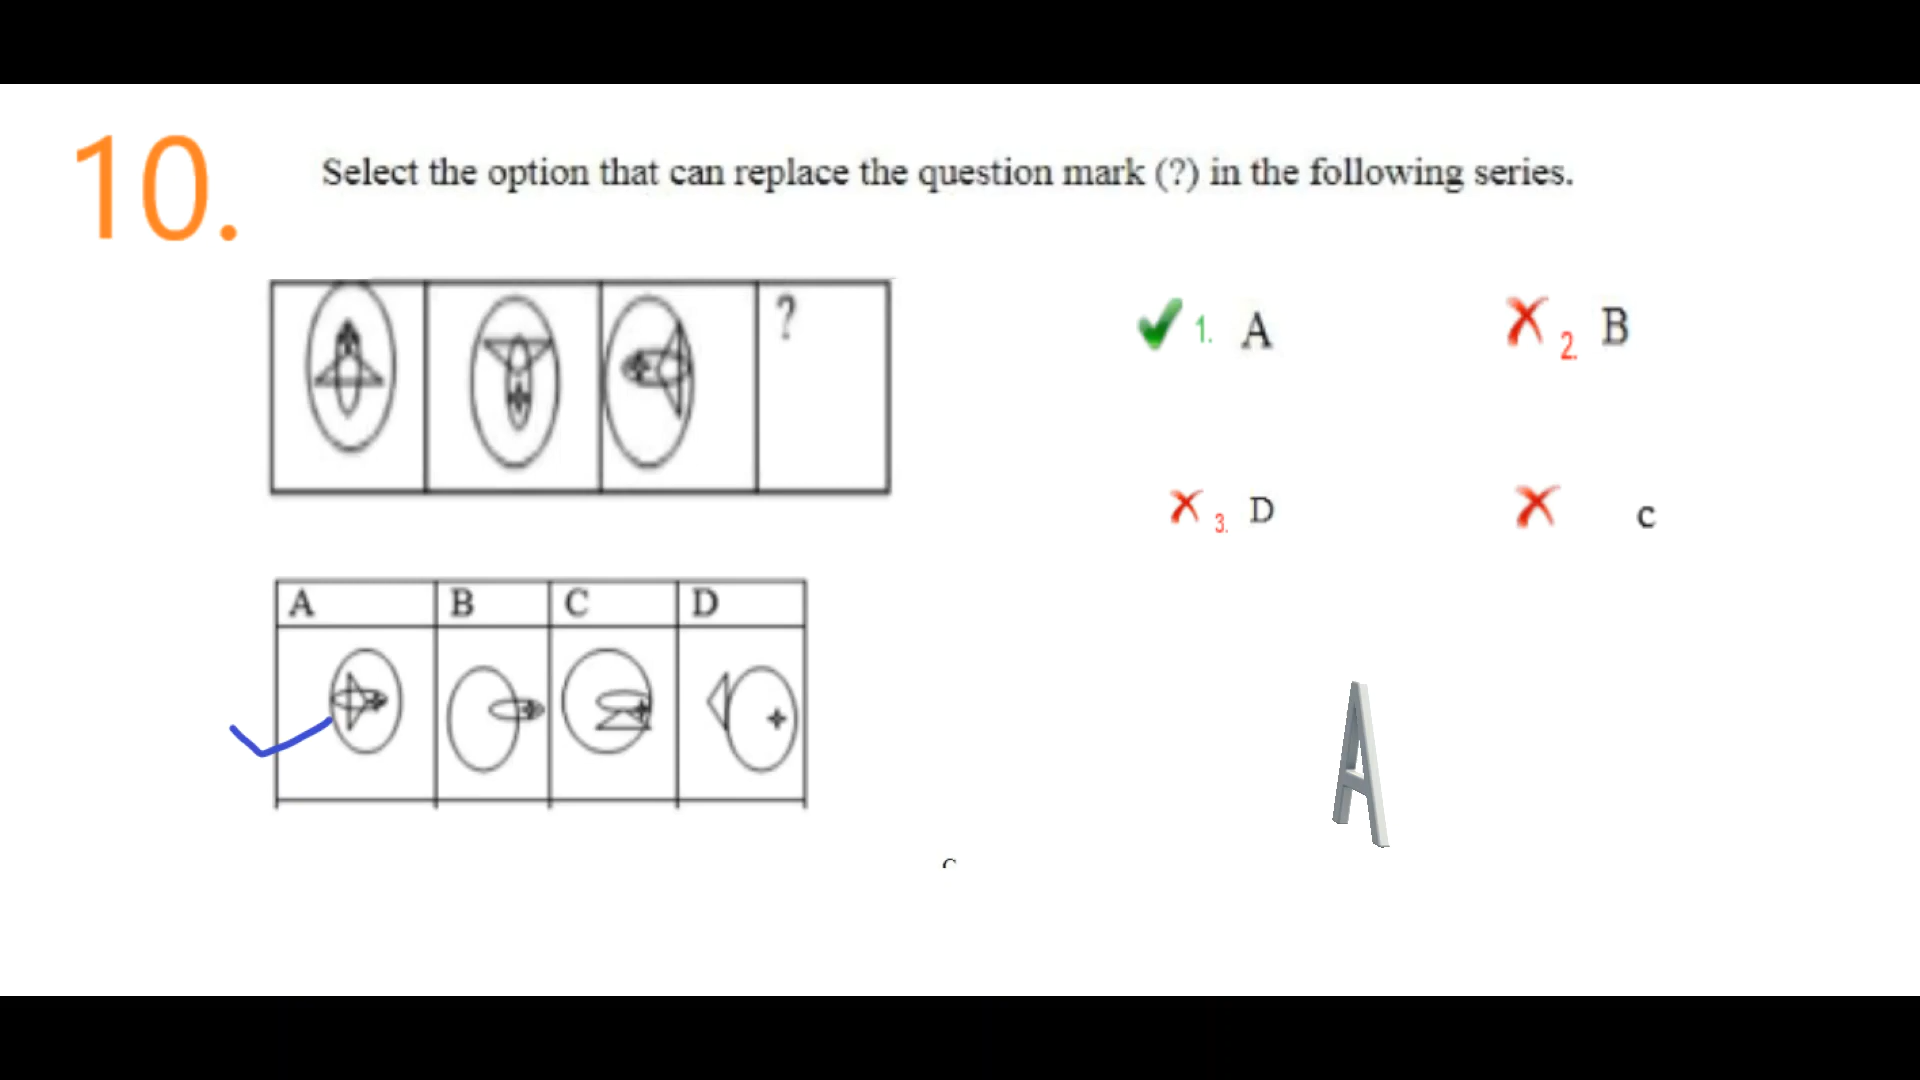 10.
Select the option that can replace the question mark (?) in the following series.
?
1. A
2. B
3. D
c
A B C D
A
c